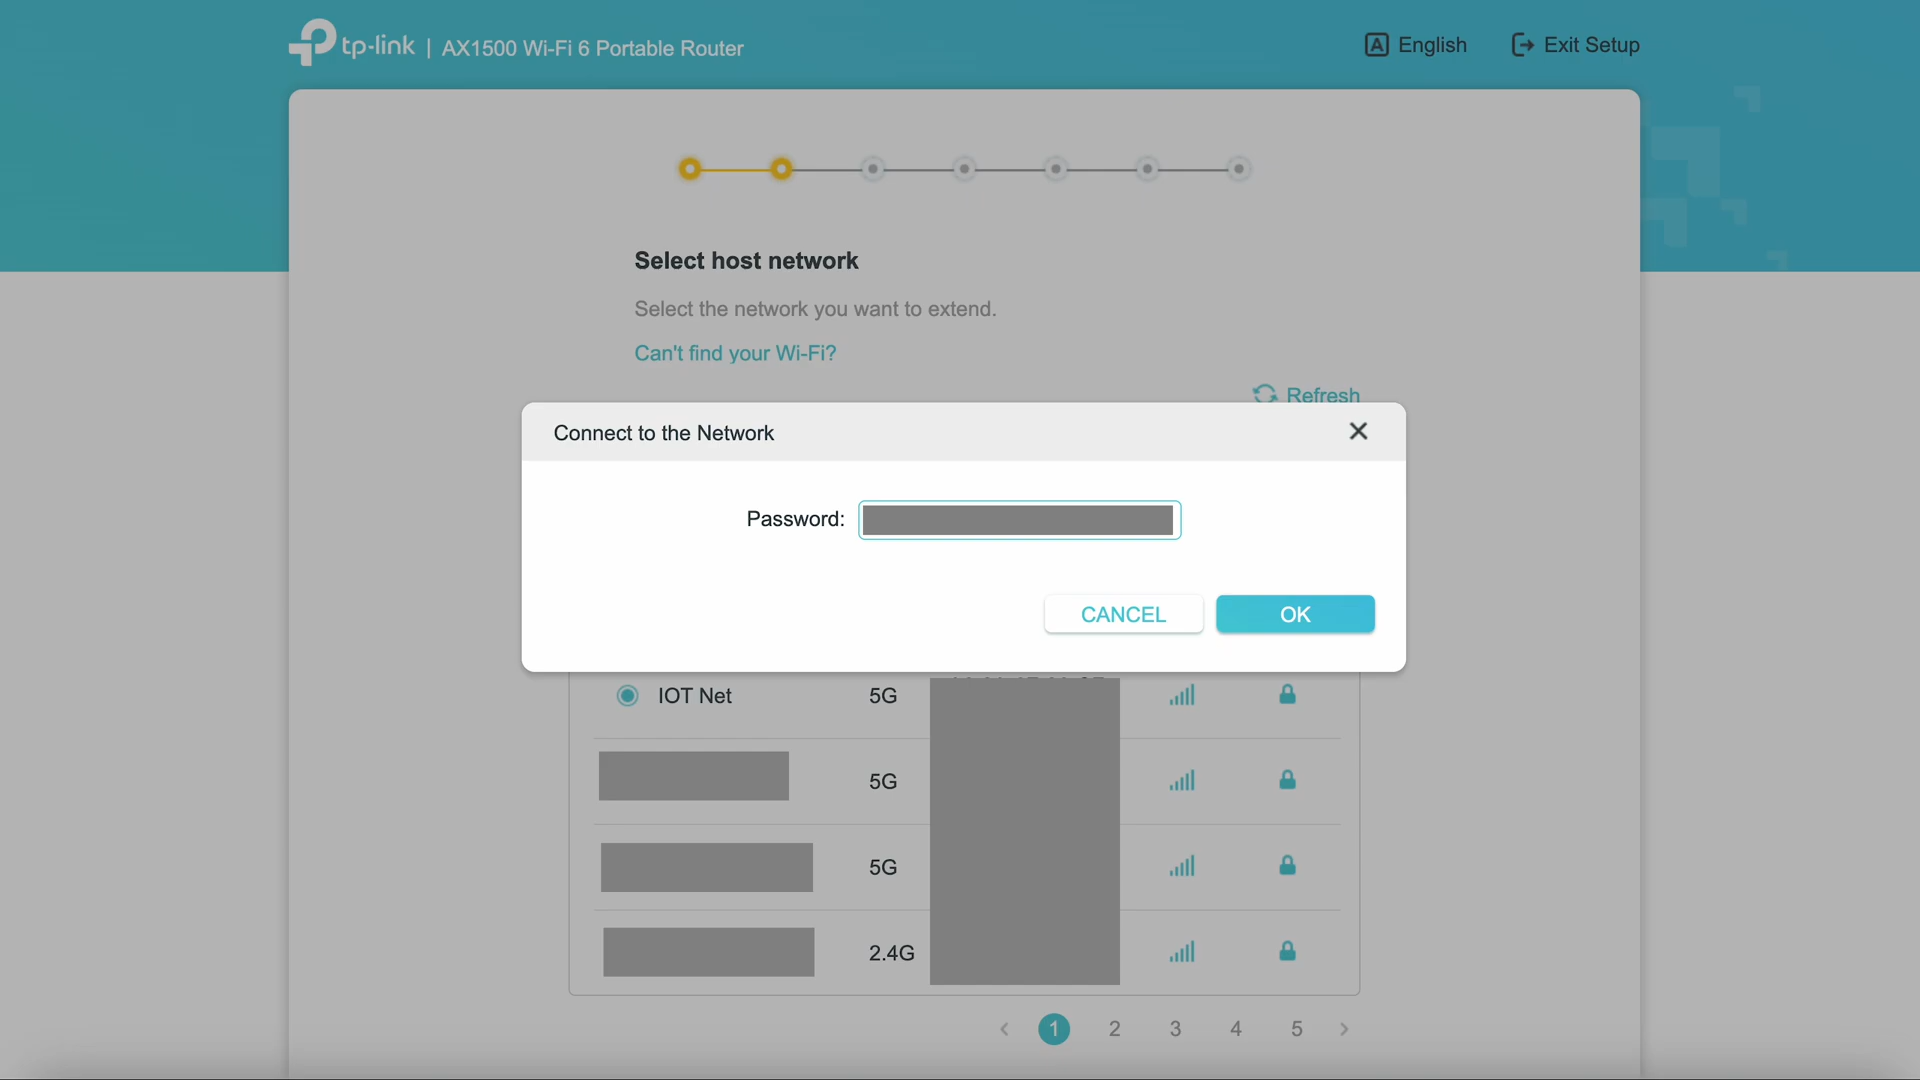 tp-link | AX1500 Wi-Fi 6 Portable Router
English
Exit Setup
Select host network
Select the network you want to extend.
Can't find your Wi-Fi?
Refresh
Connect to the Network
Password:
CANCEL
OK
IOT Net 5G
5G
5G
2.4G
< 1 2 3 4 5 >